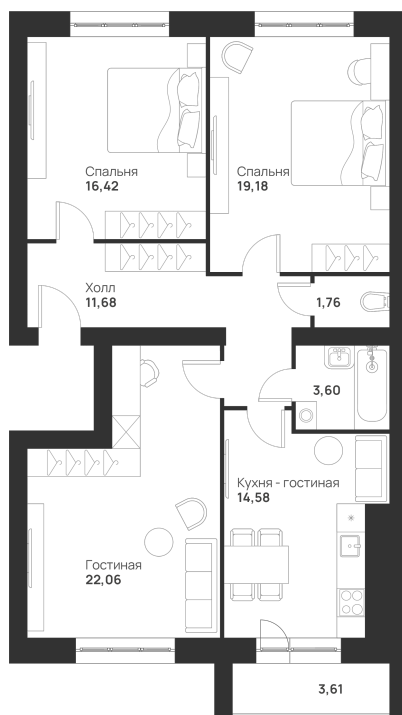 Спальня
16,42
Спальня
19,18
Холл
11,68
1,76
3,60
Кухня - гостиная
14,58
Гостиная
22,06
3,61